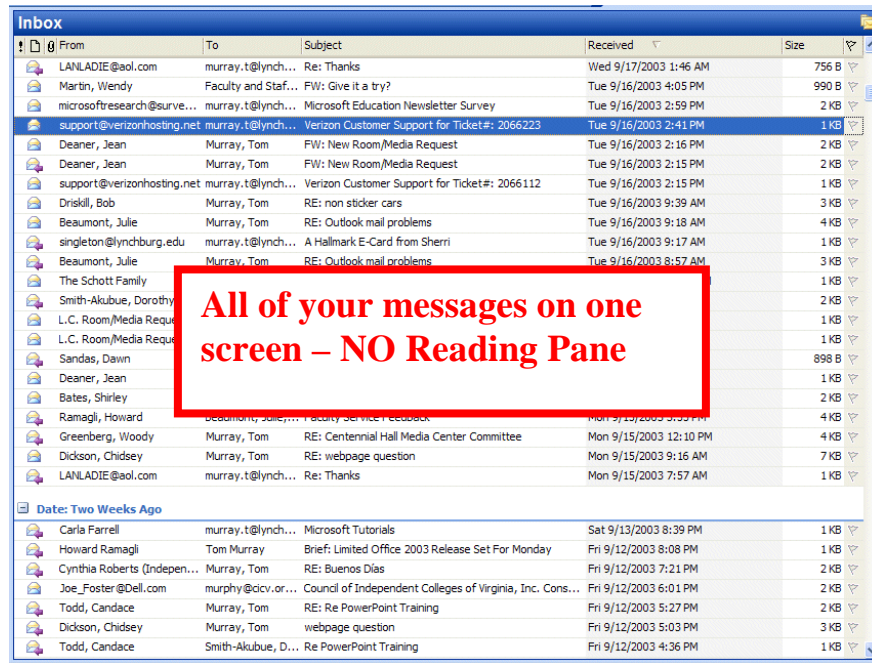 Inbox
! From To Subject Received Size
LANLADIE@aol.com murray.t@lynch... Re: Thanks Wed 9/17/2003 1:46 AM 756 B
Martin, Wendy Faculty and Staf... FW: Give it a try? Tue 9/16/2003 4:05 PM 990 B
microsoftresearch@surve... murray.t@lynch... Microsoft Education Newsletter Survey Tue 9/16/2003 2:59 PM 2 KB
support@verizonhosting.net murray.t@lynch... Verizon Customer Support for Ticket#: 2066223 Tue 9/16/2003 2:41 PM 1 KB
Deaner, Jean Murray, Tom FW: New Room/Media Request Tue 9/16/2003 2:16 PM 2 KB
Deaner, Jean Murray, Tom FW: New Room/Media Request Tue 9/16/2003 2:15 PM 2 KB
support@verizonhosting.net murray.t@lynch... Verizon Customer Support for Ticket#: 2066112 Tue 9/16/2003 2:15 PM 1 KB
Driskill, Bob Murray, Tom RE: non sticker cars Tue 9/16/2003 9:39 AM 3 KB
Beaumont, Julie Murray, Tom RE: Outlook mail problems Tue 9/16/2003 9:18 AM 4 KB
singleton@lynchburg.edu murray.t@lynch... A Hallmark E-Card from Sherri Tue 9/16/2003 9:17 AM 1 KB
Beaumont, Julie Murray, Tom RE: Outlook mail problems Tue 9/16/2003 8:57 AM 3 KB
The Schott Family 1 KB
Smith-Akubue, Dorothy 2 KB
L.C. Room/Media Reque 1 KB
L.C. Room/Media Reque 1 KB
Sandas, Dawn 898 B
Deaner, Jean 1 KB
Bates, Shirley 2 KB
All of your messages on one
screen – NO Reading Pane
Ramagli, Howard Beaumont, Julie,... Faculty Service Feedback Mon 9/15/2003 4 KB
Greenberg, Woody Murray, Tom RE: Centennial Hall Media Center Committee Mon 9/15/2003 12:10 PM 4 KB
Dickson, Chidsey Murray, Tom RE: webpage question Mon 9/15/2003 9:16 AM 7 KB
LANLADIE@aol.com murray.t@lynch... Re: Thanks Mon 9/15/2003 7:57 AM 1 KB
Date: Two Weeks Ago
Carla Farrell murray.t@lynch... Microsoft Tutorials Sat 9/13/2003 8:39 PM 1 KB
Howard Ramagli Tom Murray Brief: Limited Office 2003 Release Set For Monday Fri 9/12/2003 8:08 PM 1 KB
Cynthia Roberts (Indepen... Murray, Tom RE: Buenos Días Fri 9/12/2003 7:21 PM 2 KB
Joe_Foster@Dell.com murphy@cicv.or... Council of Independent Colleges of Virginia, Inc. Cons... Fri 9/12/2003 6:01 PM 2 KB
Todd, Candace Murray, Tom RE: Re PowerPoint Training Fri 9/12/2003 5:27 PM 2 KB
Dickson, Chidsey Murray, Tom webpage question Fri 9/12/2003 5:03 PM 3 KB
Todd, Candace Smith-Akubue, D... Re PowerPoint Training Fri 9/12/2003 4:36 PM 1 KB